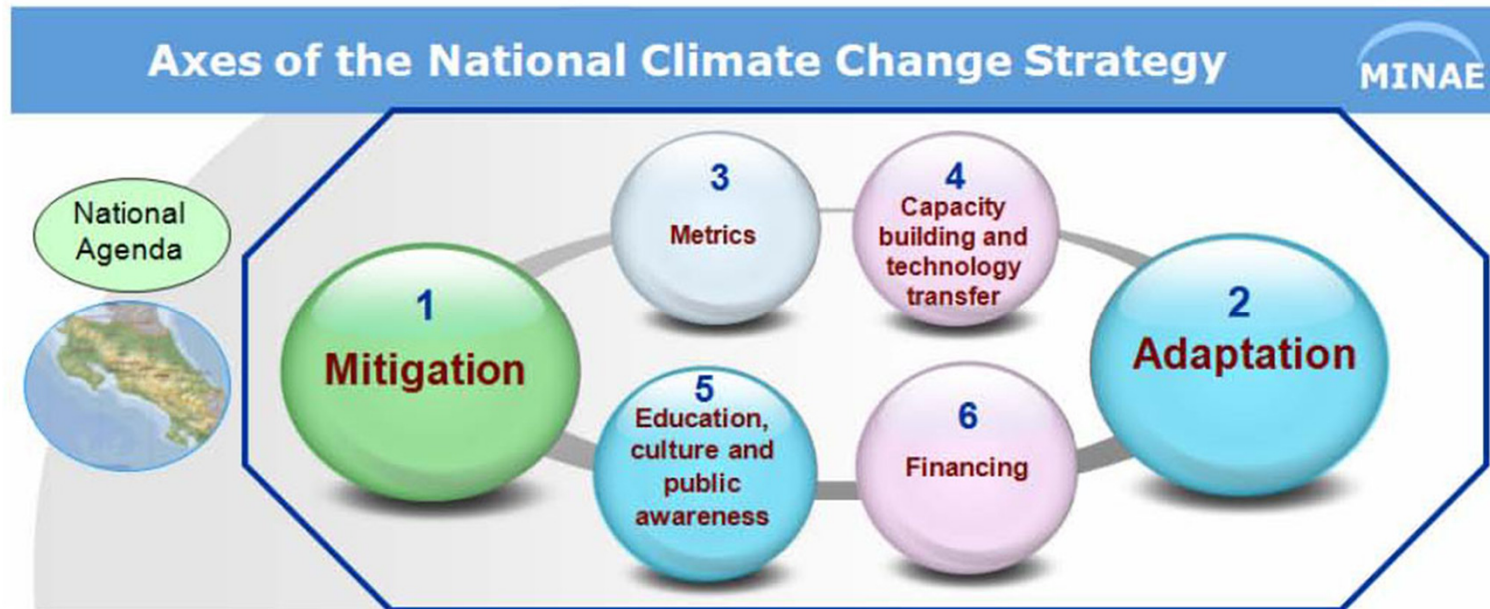 Axes of the National Climate Change Strategy
MINAE
National
Agenda
1
Mitigation
3
Metrics
4
Capacity
building and
technology
transfer
2
Adaptation
5
Education,
culture and
public
awareness
6
Financing